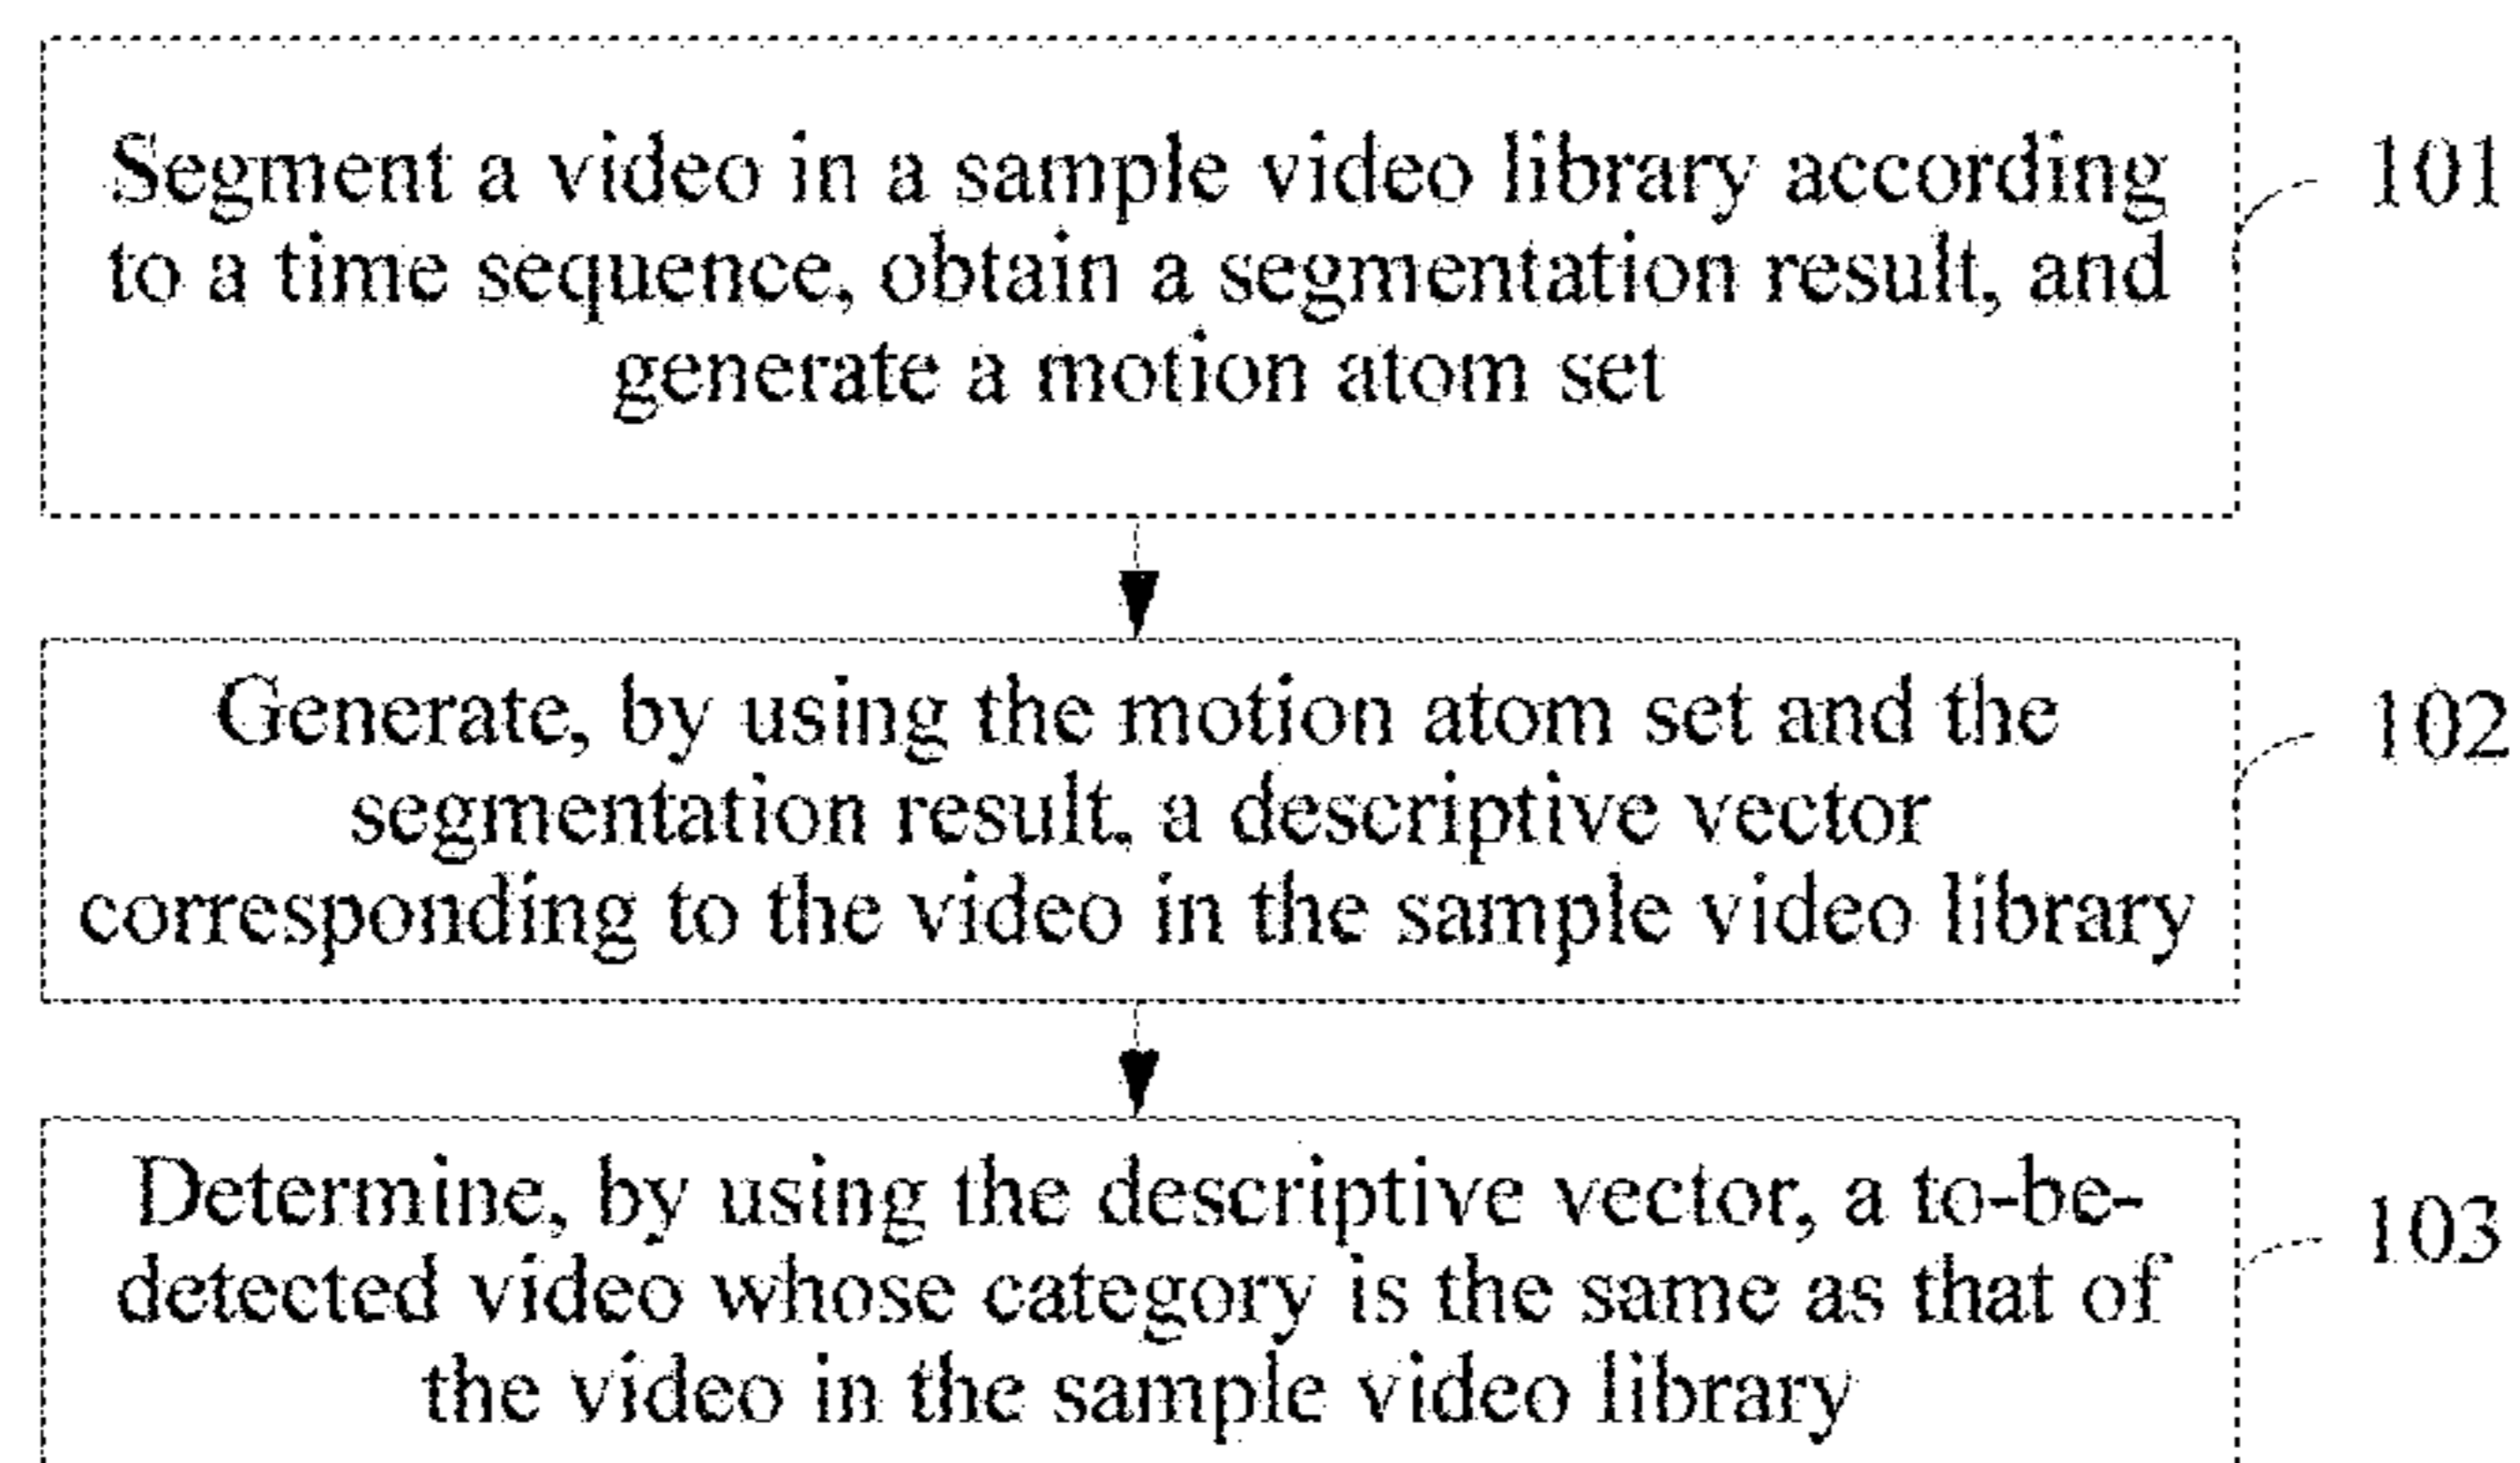 Segment a video in a sample video library according
to a time sequence, obtain a segmentation result, and
generate a motion atom set
101
Generate, by using the motion atom set and the
segmentation result, a descriptive vector
corresponding to the video in the sample video library
102
Determine, by using the descriptive vector, a to-be-
detected video whose category is the same as that of
the video in the sample video library
103